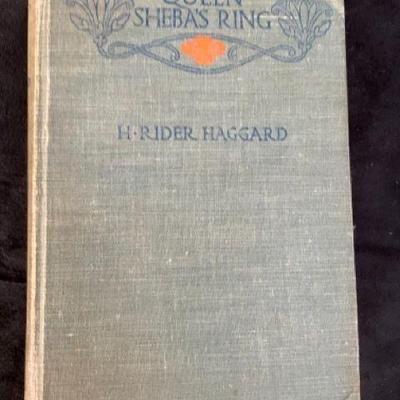 QUEEN
SHEBA'S RING
H·RIDER HAGGARD